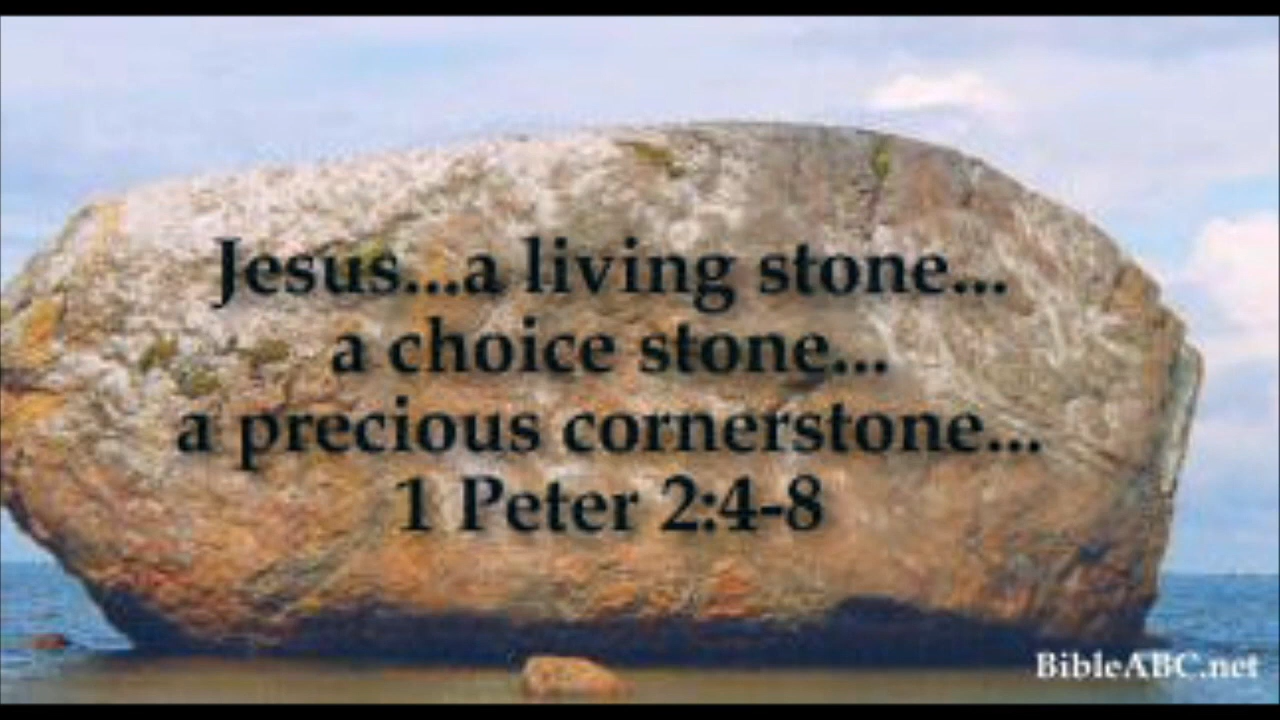 Jesus...a living stone...
a choice stone...
a precious cornerstone...
1 Peter 2:4-8
BibleABC.net